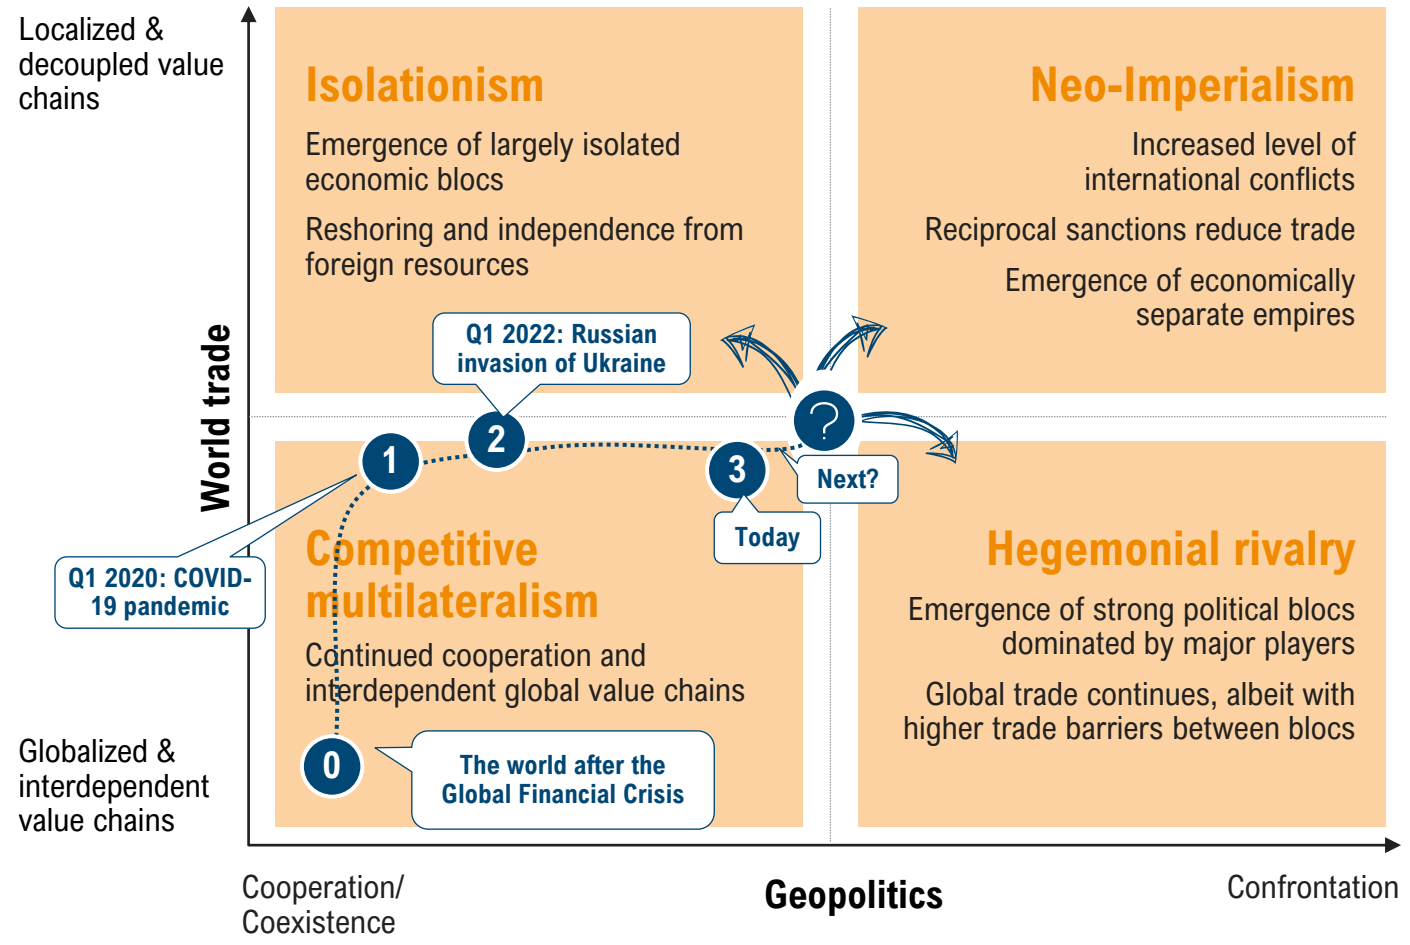 Localized &
decoupled value
chains
Isolationism
Emergence of largely isolated
economic blocs
Reshoring and independence from
foreign resources
Neo-Imperialism
Increased level of
international conflicts
Reciprocal sanctions reduce trade
Emergence of economically
separate empires
World trade
Q1 2022: Russian
invasion of Ukraine
1
2
3
?
Next?
Today
Q1 2020: COVID-
19 pandemic
Competitive
multilateralism
Continued cooperation and
interdependent global value chains
0
The world after the
Global Financial Crisis
Hegemonial rivalry
Emergence of strong political blocs
dominated by major players
Global trade continues, albeit with
higher trade barriers between blocs
Globalized &
interdependent
value chains
Cooperation/
Coexistence
Geopolitics
Confrontation